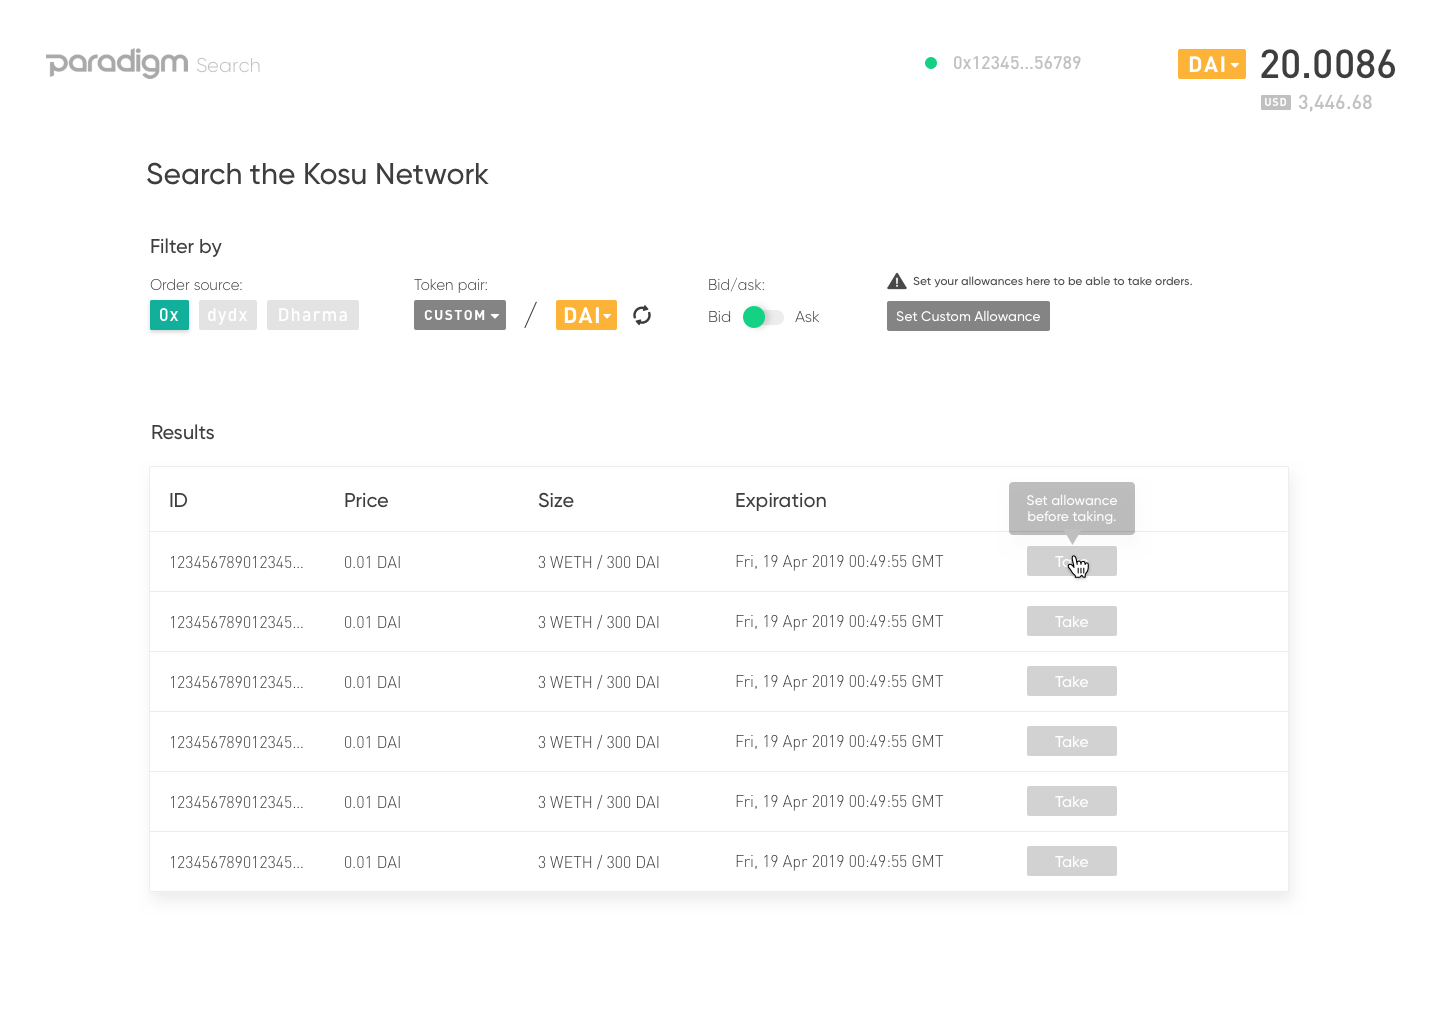 paradigm Search
0x12345...56789
DAI 20.0086
USD 3,446.68
Search the Kosu Network
Filter by
Order source:
0x dydx Dharma
Token pair:
CUSTOM / DAI
Bid/ask:
Bid Ask
Set your allowances here to be able to take orders.
Set Custom Allowance
Results
ID Price Size Expiration
Set allowance
before taking.
123456789012345... 0.01 DAI 3 WETH / 300 DAI Fri, 19 Apr 2019 00:49:55 GMT
123456789012345... 0.01 DAI 3 WETH / 300 DAI Fri, 19 Apr 2019 00:49:55 GMT Take
123456789012345... 0.01 DAI 3 WETH / 300 DAI Fri, 19 Apr 2019 00:49:55 GMT Take
123456789012345... 0.01 DAI 3 WETH / 300 DAI Fri, 19 Apr 2019 00:49:55 GMT Take
123456789012345... 0.01 DAI 3 WETH / 300 DAI Fri, 19 Apr 2019 00:49:55 GMT Take
123456789012345... 0.01 DAI 3 WETH / 300 DAI Fri, 19 Apr 2019 00:49:55 GMT Take